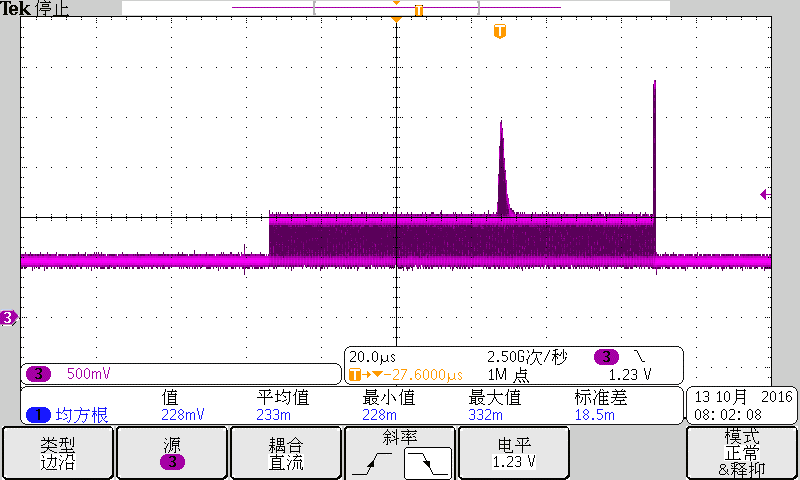 Tek 停止
T
T
3
3 500mV
20.0μs 2.50G次/秒 3
T→▼−27.6000μs 1M 点 1.23 V
值 平均值 最小值 最大值 标准差
1 均方根 228mV 233m 228m 332m 18.5m
13 10月 2016
08:02:08
类型
边沿
源
3
耦合
直流
斜率
电平
1.23 V
模式
正常
&释抑